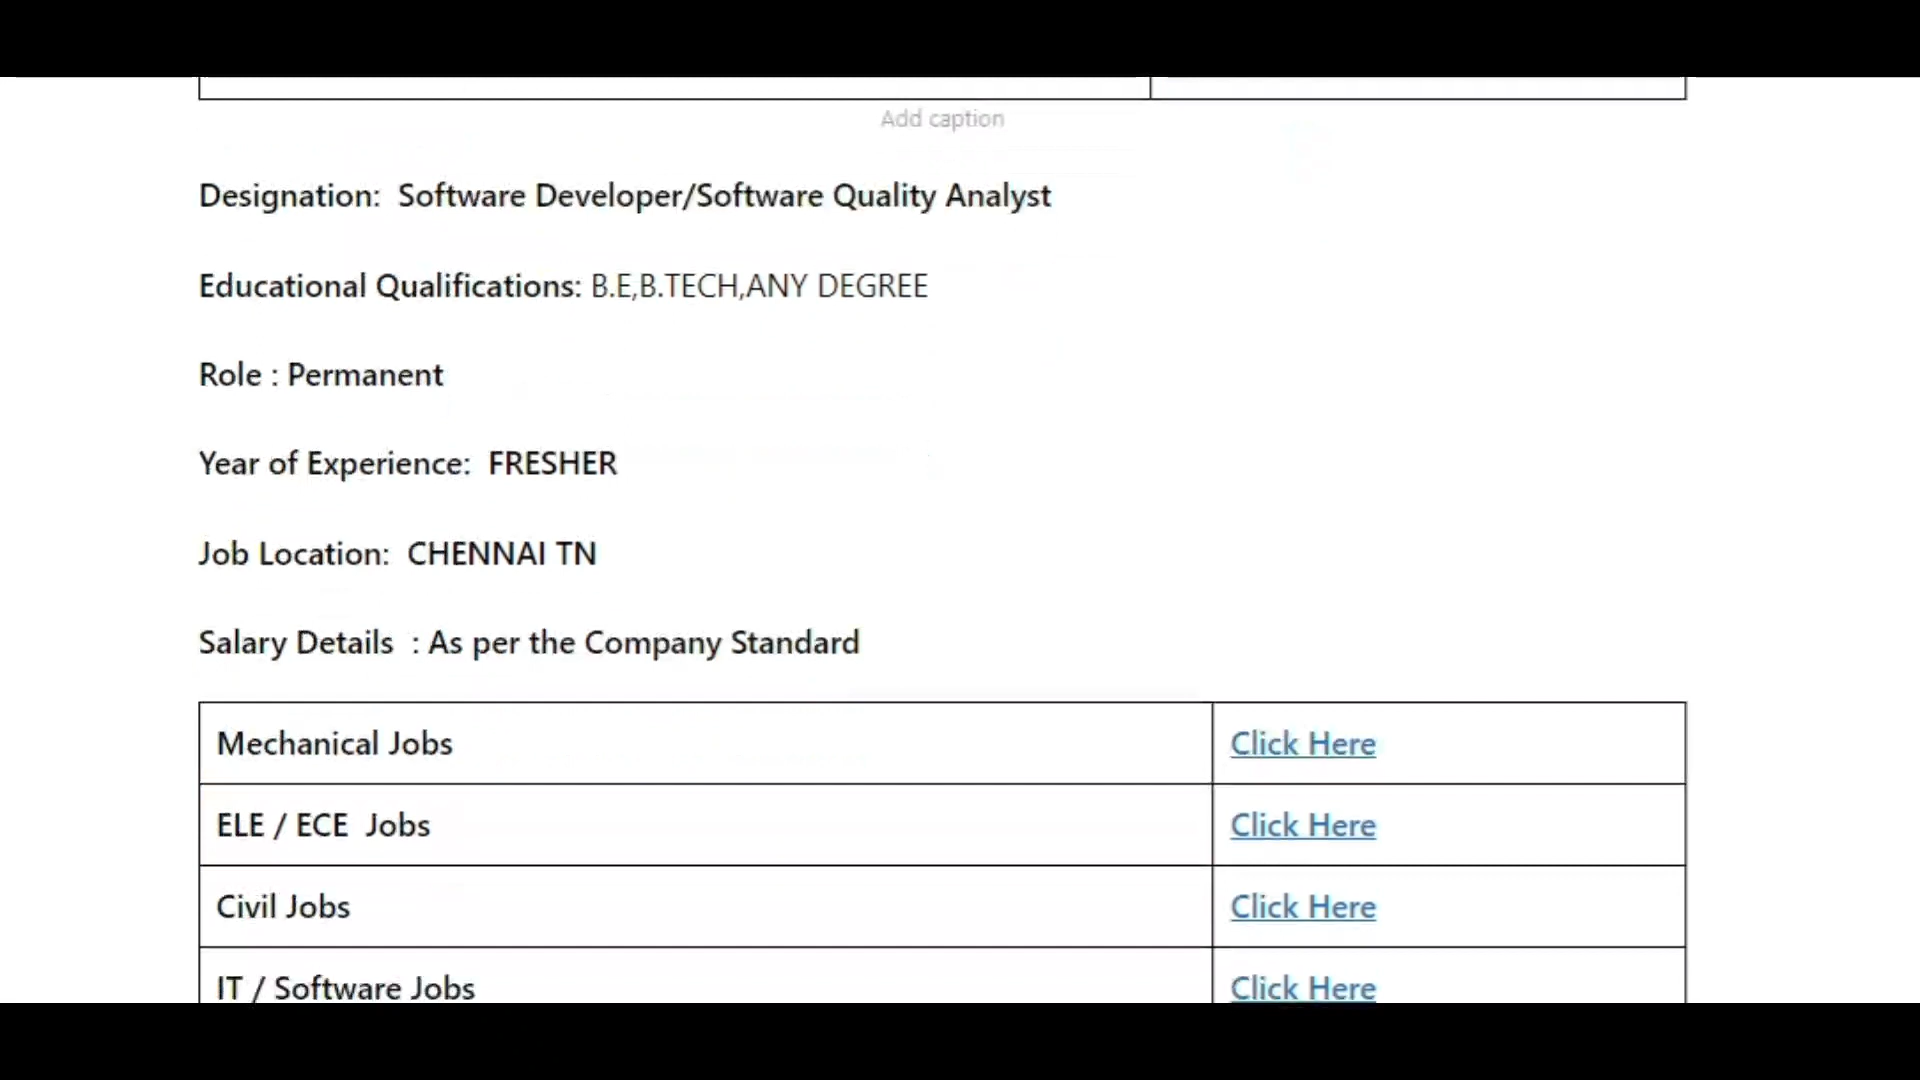 Add caption
Designation: Software Developer/Software Quality Analyst
Educational Qualifications: B.E,B.TECH,ANY DEGREE
Role : Permanent
Year of Experience: FRESHER
Job Location: CHENNAI TN
Salary Details : As per the Company Standard
Mechanical Jobs Click Here
ELE / ECE Jobs Click Here
Civil Jobs Click Here
IT / Software Jobs Click Here